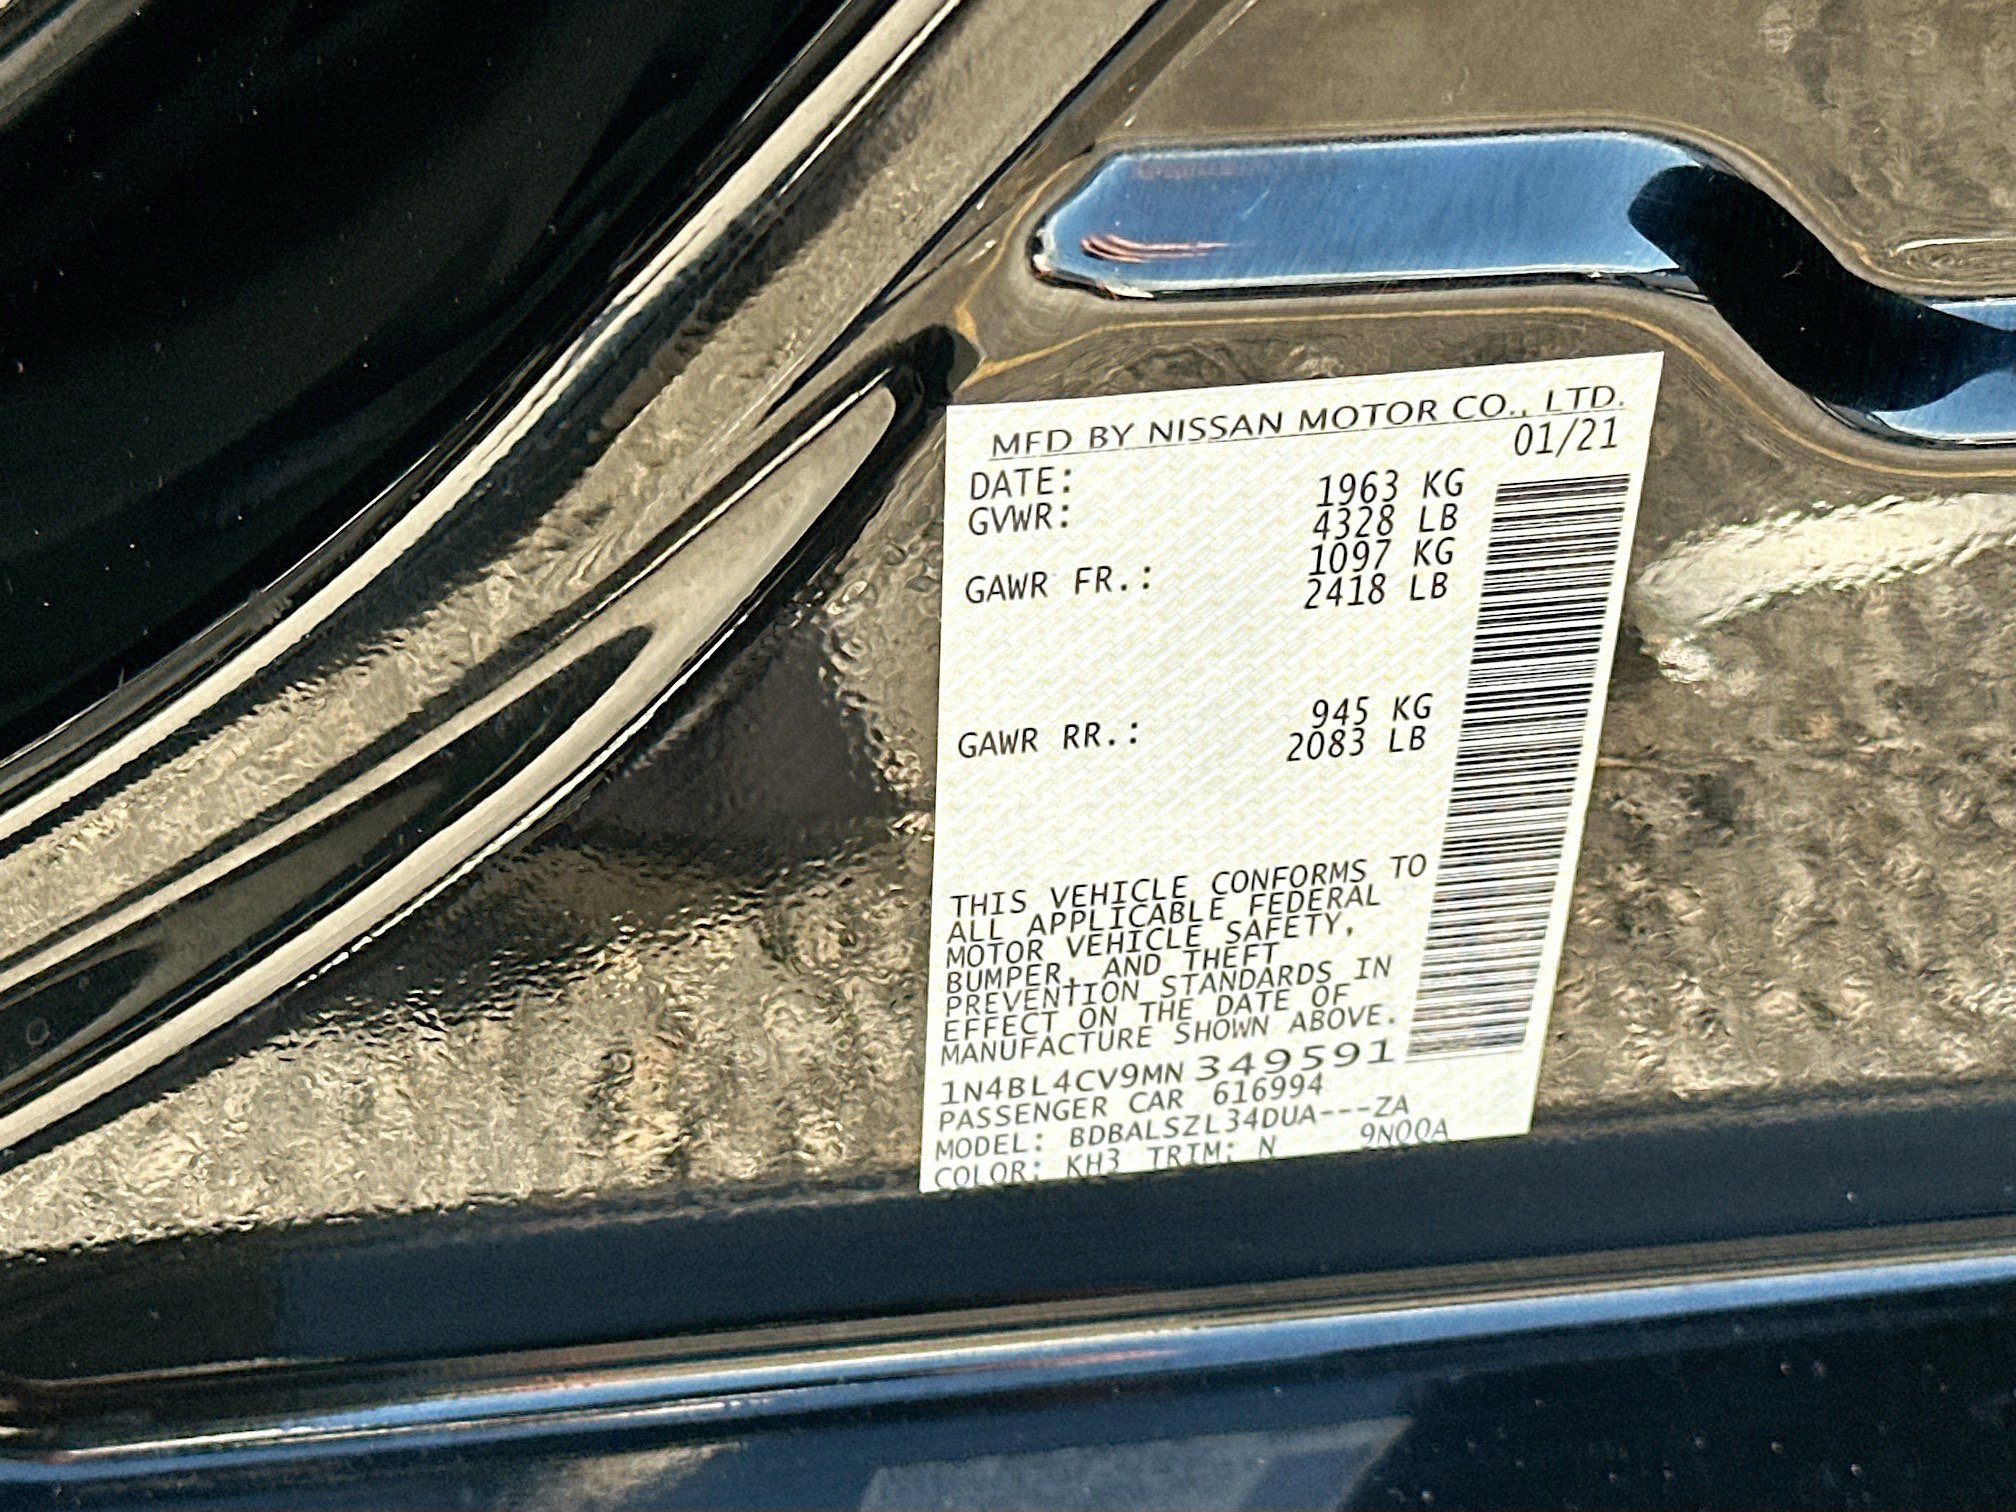 MFD BY NISSAN MOTOR CO., LTD.
DATE: 01/21
GVWR: 1963 KG
4328 LB
GAWR FR.: 1097 KG
2418 LB
GAWR RR.: 945 KG
2083 LB
THIS VEHICLE CONFORMS TO
ALL APPLICABLE FEDERAL
MOTOR VEHICLE SAFETY,
BUMPER, AND THEFT
PREVENTION STANDARDS IN
EFFECT ON THE DATE OF
MANUFACTURE SHOWN ABOVE.
1N4BL4CV9MN 349591
PASSENGER CAR 616994
MODEL: BDBALSZL34DUA---ZA
COLOR: KH3 TRIM: N 9N00A